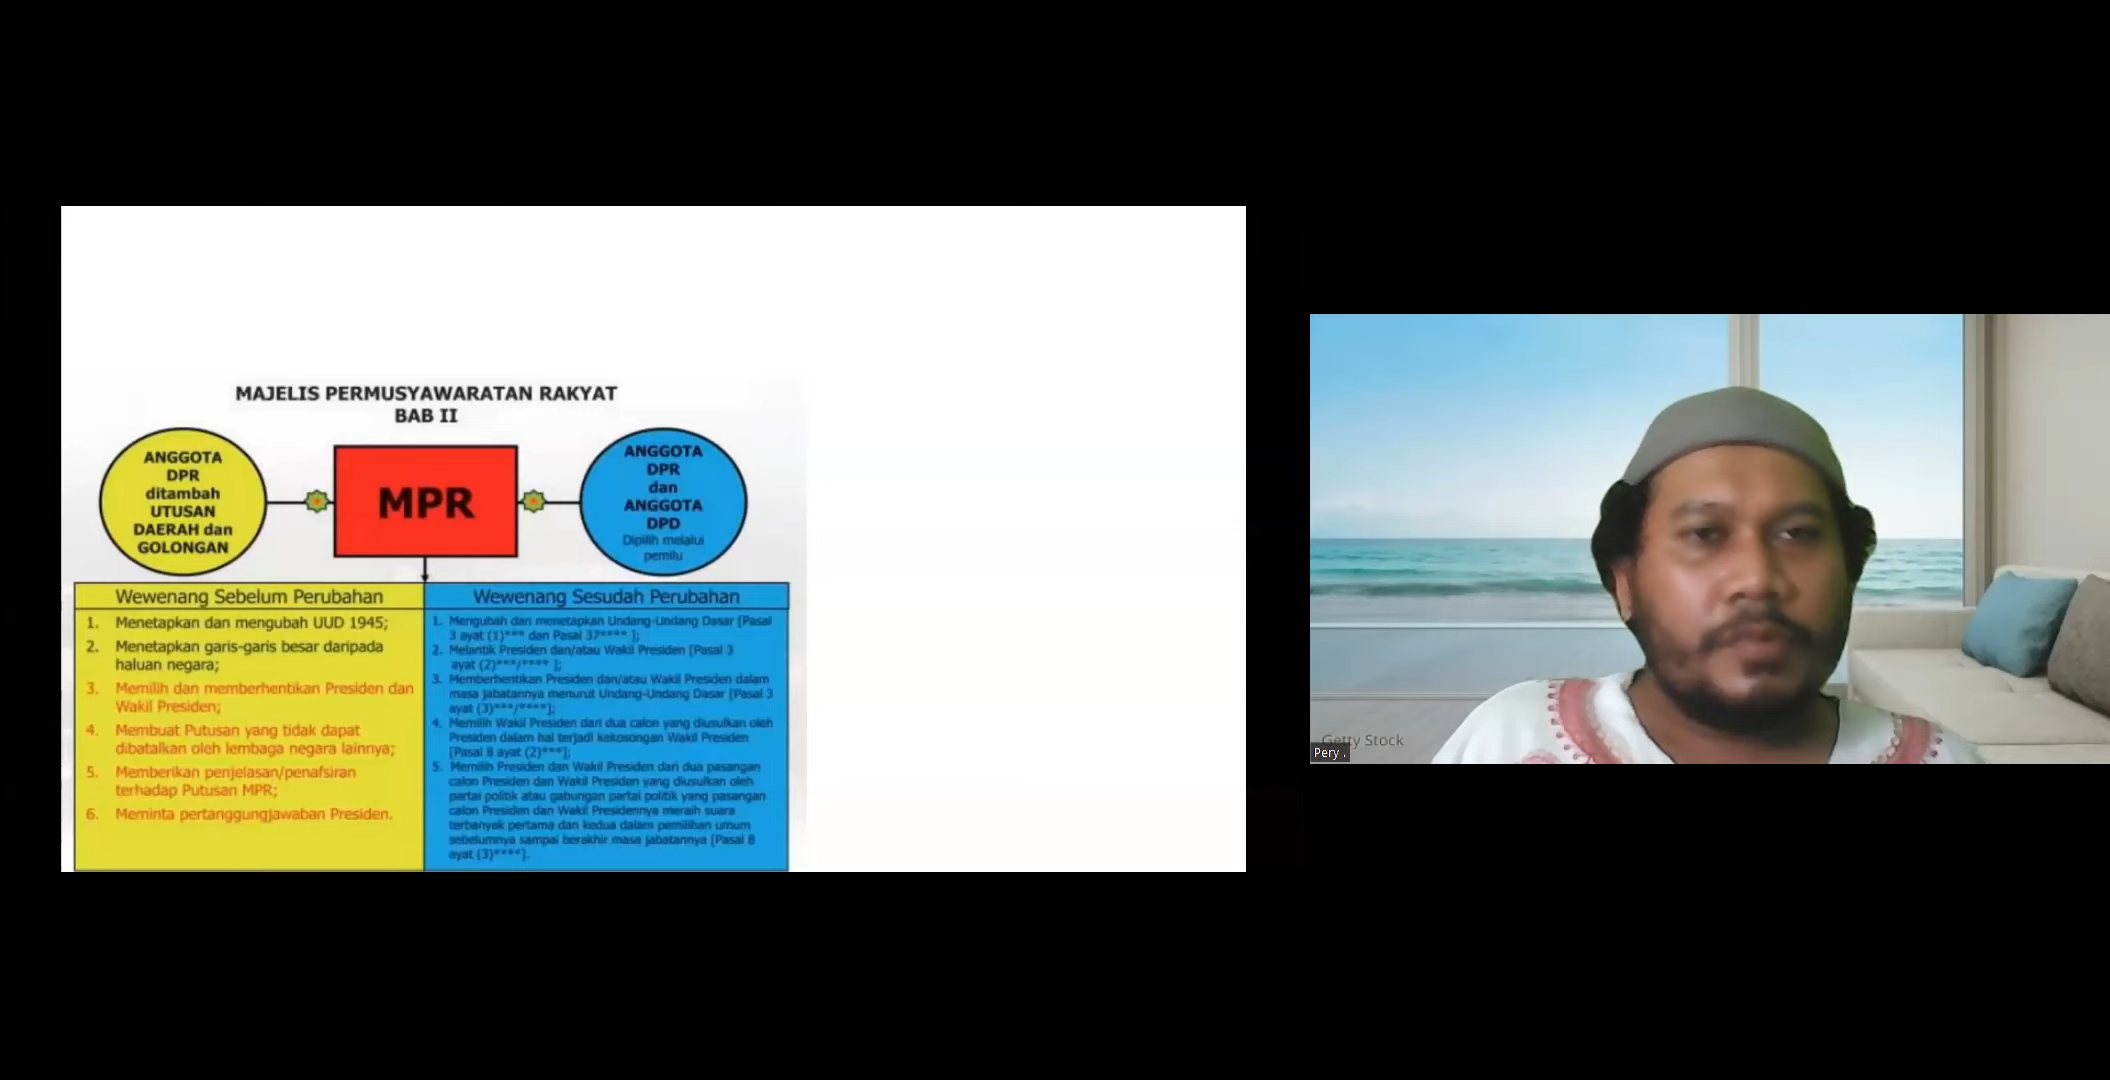 MAJELIS PERMUSYAWARATAN RAKYAT
BAB II
ANGGOTA
DPR
ditambah
UTUSAN
DAERAH dan
GOLONGAN
MPR
ANGGOTA
DPR
dan
ANGGOTA
DPD
Dipilih melalui
pemilu
Wewenang Sebelum Perubahan
1. Menetapkan dan mengubah UUD 1945;
2. Menetapkan garis-garis besar daripada
haluan negara;
3. Memilih dan memberhentikan Presiden dan
Wakil Presiden;
4. Membuat Putusan yang tidak dapat
dibatalkan oleh lembaga negara lainnya;
5. Memberikan penjelasan/penafsiran
terhadap Putusan MPR;
6. Meminta pertanggungjawaban Presiden.
Wewenang Sesudah Perubahan
1. Mengubah dan menetapkan Undang-Undang Dasar [Pasal
3 ayat (1)*** dan Pasal 37**** ];
2. Melantik Presiden dan/atau Wakil Presiden [Pasal 3
ayat (2)***/**** ];
3. Memberhentikan Presiden dan/atau Wakil Presiden dalam
masa jabatannya menurut Undang-Undang Dasar [Pasal 3
ayat (3)***/****];
4. Memilih Wakil Presiden dari dua calon yang diusulkan oleh
Presiden dalam hal terjadi kekosongan Wakil Presiden
[Pasal 8 ayat (2)***];
5. Memilih Presiden dan Wakil Presiden dari dua pasangan
calon Presiden dan Wakil Presiden yang diusulkan oleh
partai politik atau gabungan partai politik yang pasangan
calon Presiden dan Wakil Presidennya meraih suara
terbanyak pertama dan kedua dalam pemilihan umum
sebelumnya sampai berakhir masa jabatannya [Pasal 8
ayat (3)****].
Getty Stock
Pery .